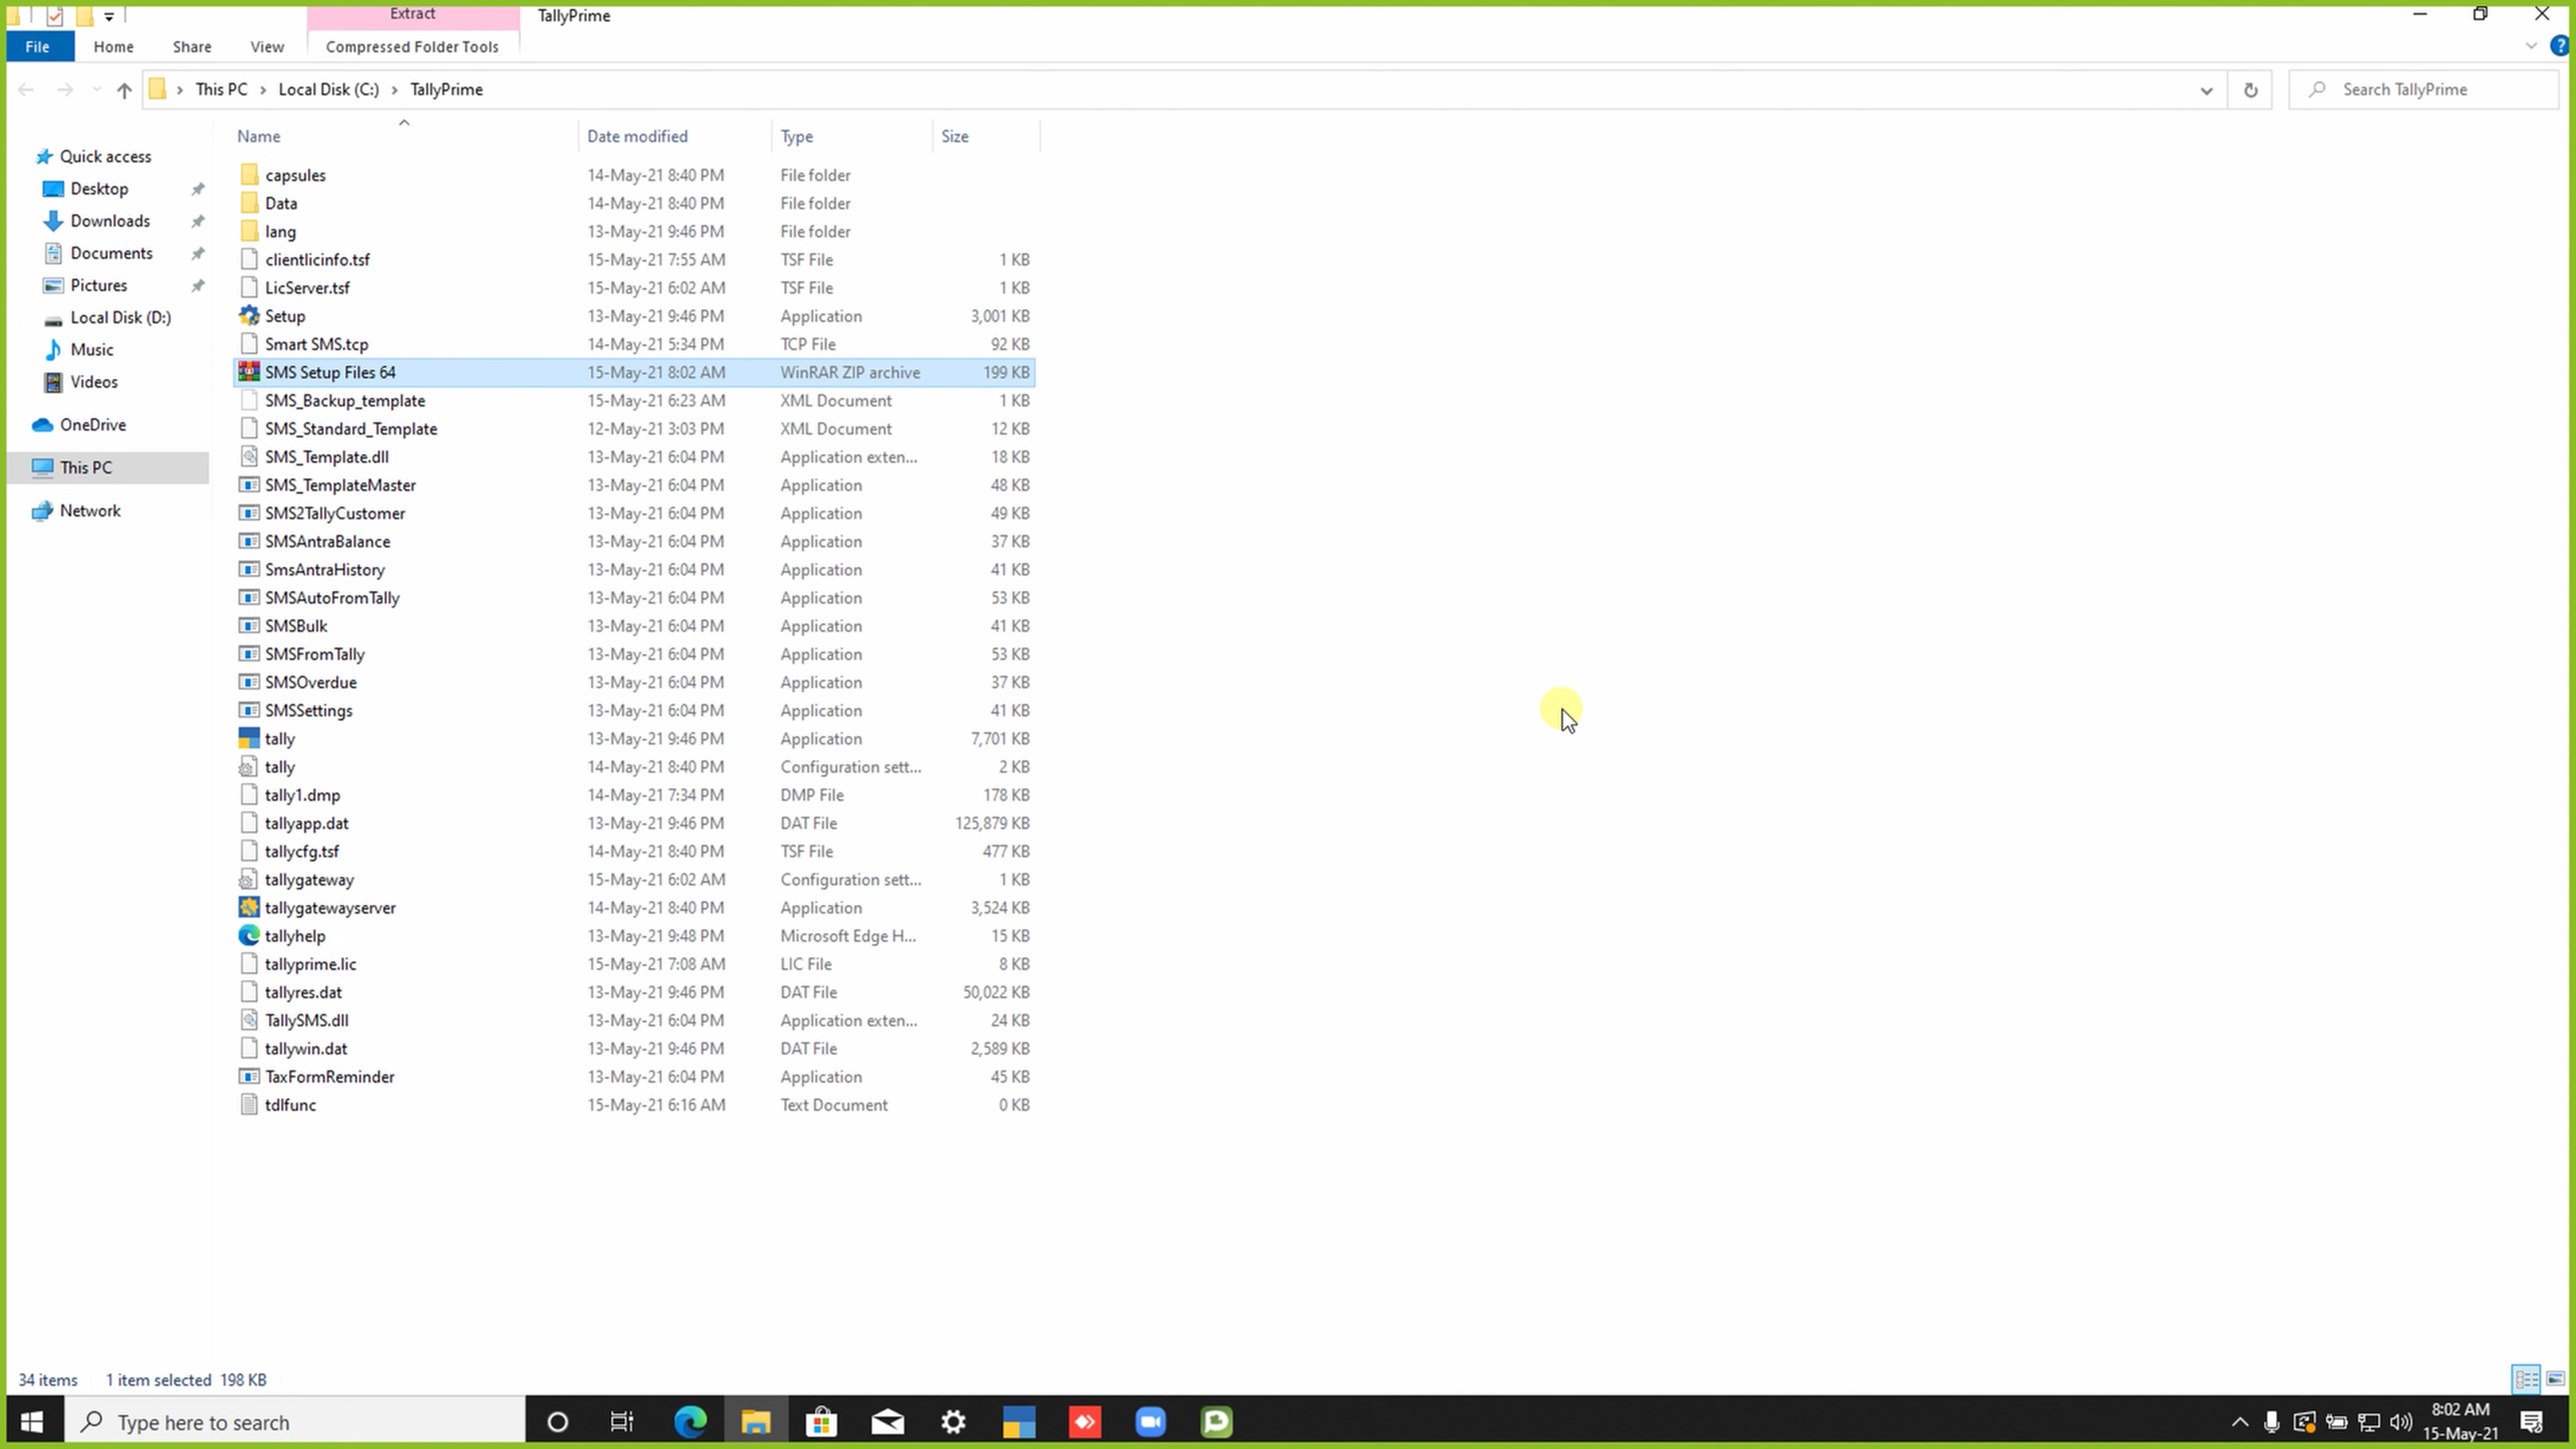 Extract TallyPrime
File Home Share View Compressed Folder Tools
This PC Local Disk (C:) TallyPrime Search TallyPrime
Name Date modified Type Size
Quick access
Desktop
Downloads
Documents
Pictures
Local Disk (D:)
Music
Videos
OneDrive
This PC
Network
capsules 14-May-21 8:40 PM File folder
Data 14-May-21 8:40 PM File folder
lang 13-May-21 9:46 PM File folder
clientlicinfo.tsf 15-May-21 7:55 AM TSF File 1 KB
LicServer.tsf 15-May-21 6:02 AM TSF File 1 KB
Setup 13-May-21 9:46 PM Application 3,001 KB
Smart SMS.tcp 14-May-21 5:34 PM TCP File 92 KB
SMS Setup Files 64 15-May-21 8:02 AM WinRAR ZIP archive 199 KB
SMS_Backup_template 15-May-21 6:23 AM XML Document 1 KB
SMS_Standard_Template 12-May-21 3:03 PM XML Document 12 KB
SMS_Template.dll 13-May-21 6:04 PM Application exten... 18 KB
SMS_TemplateMaster 13-May-21 6:04 PM Application 48 KB
SMS2TallyCustomer 13-May-21 6:04 PM Application 49 KB
SMSAntraBalance 13-May-21 6:04 PM Application 37 KB
SmsAntraHistory 13-May-21 6:04 PM Application 41 KB
SMSAutoFromTally 13-May-21 6:04 PM Application 53 KB
SMSBulk 13-May-21 6:04 PM Application 41 KB
SMSFromTally 13-May-21 6:04 PM Application 53 KB
SMSOverdue 13-May-21 6:04 PM Application 37 KB
SMSSettings 13-May-21 6:04 PM Application 41 KB
tally 13-May-21 9:46 PM Application 7,701 KB
tally 14-May-21 8:40 PM Configuration sett... 2 KB
tally1.dmp 14-May-21 7:34 PM DMP File 178 KB
tallyapp.dat 13-May-21 9:46 PM DAT File 125,879 KB
tallycfg.tsf 14-May-21 8:40 PM TSF File 477 KB
tallygateway 15-May-21 6:02 AM Configuration sett... 1 KB
tallygatewayserver 14-May-21 8:40 PM Application 3,524 KB
tallyhelp 13-May-21 9:48 PM Microsoft Edge H... 15 KB
tallyprime.lic 15-May-21 7:08 AM LIC File 8 KB
tallyres.dat 13-May-21 9:46 PM DAT File 50,022 KB
TallySMS.dll 13-May-21 6:04 PM Application exten... 24 KB
tallywin.dat 13-May-21 9:46 PM DAT File 2,589 KB
TaxFormReminder 13-May-21 6:04 PM Application 45 KB
tdlfunc 15-May-21 6:16 AM Text Document 0 KB
34 items 1 item selected 198 KB
Type here to search
8:02 AM
15-May-21